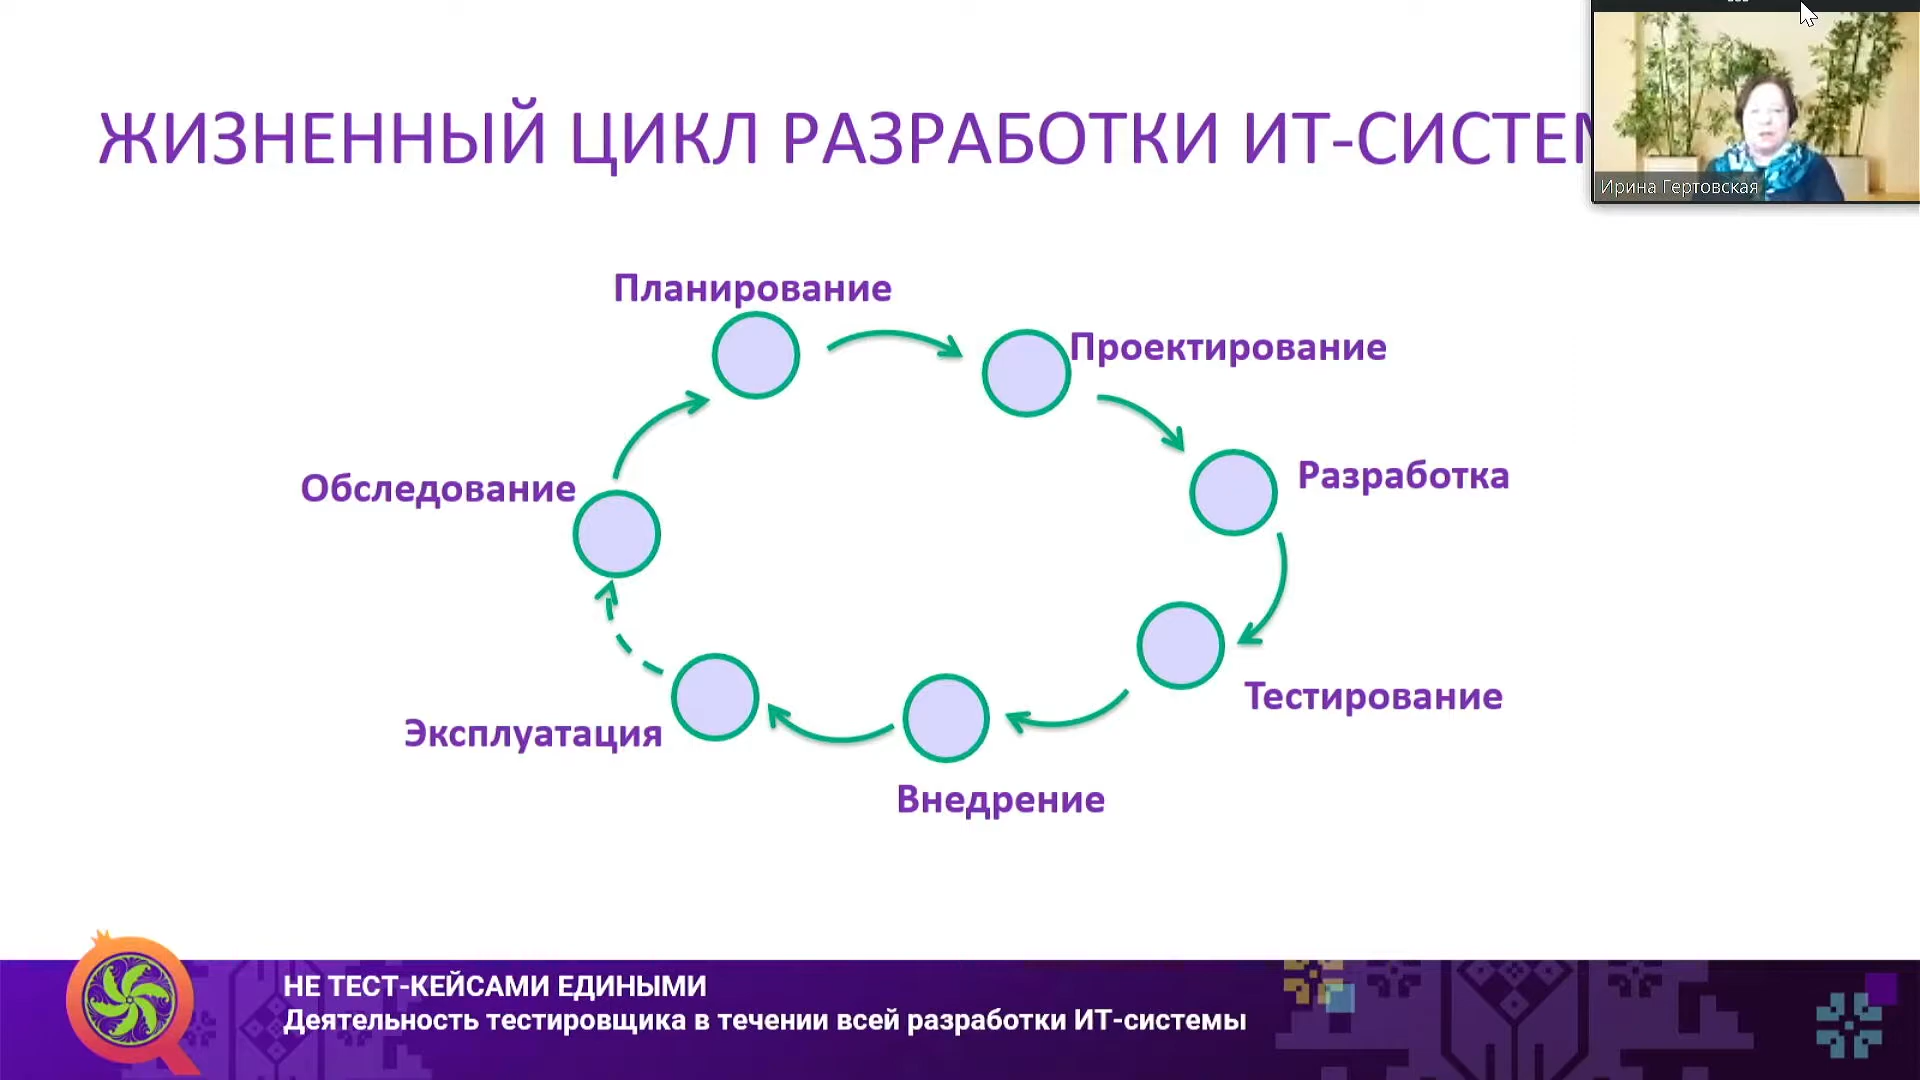 ЖИЗНЕННЫЙ ЦИКЛ РАЗРАБОТКИ ИТ-СИСТЕМ
Ирина Гертовская
Планирование
Проектирование
Обследование
Разработка
Тестирование
Эксплуатация
Внедрение
НЕ ТЕСТ-КЕЙСАМИ ЕДИНЫМИ
Деятельность тестировщика в течении всей разработки ИТ-системы